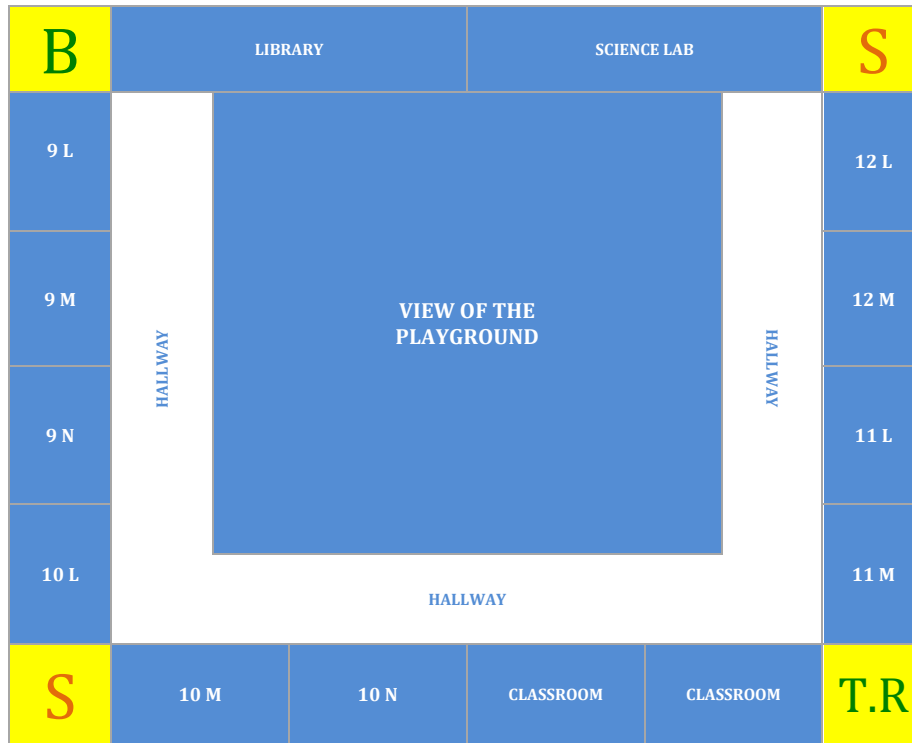 B
LIBRARY
SCIENCE LAB
S
9 L
12 L
9 M
12 M
VIEW OF THE
PLAYGROUND
HALLWAY
HALLWAY
9 N
11 L
10 L
11 M
HALLWAY
S
10 M
10 N
CLASSROOM
CLASSROOM
T.R